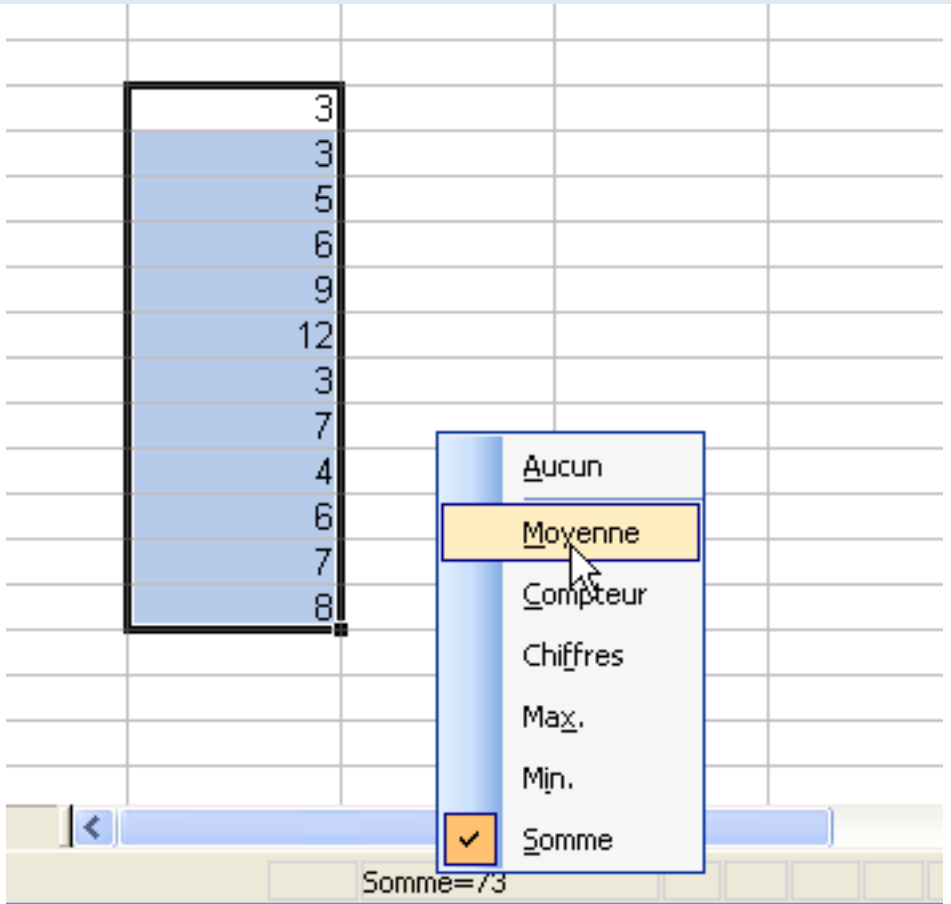 3
3
5
6
9
12
3
7
4
6
7
8
Aucun
Moyenne
Compteur
Chiffres
Max.
Min.
Somme
Somme=73